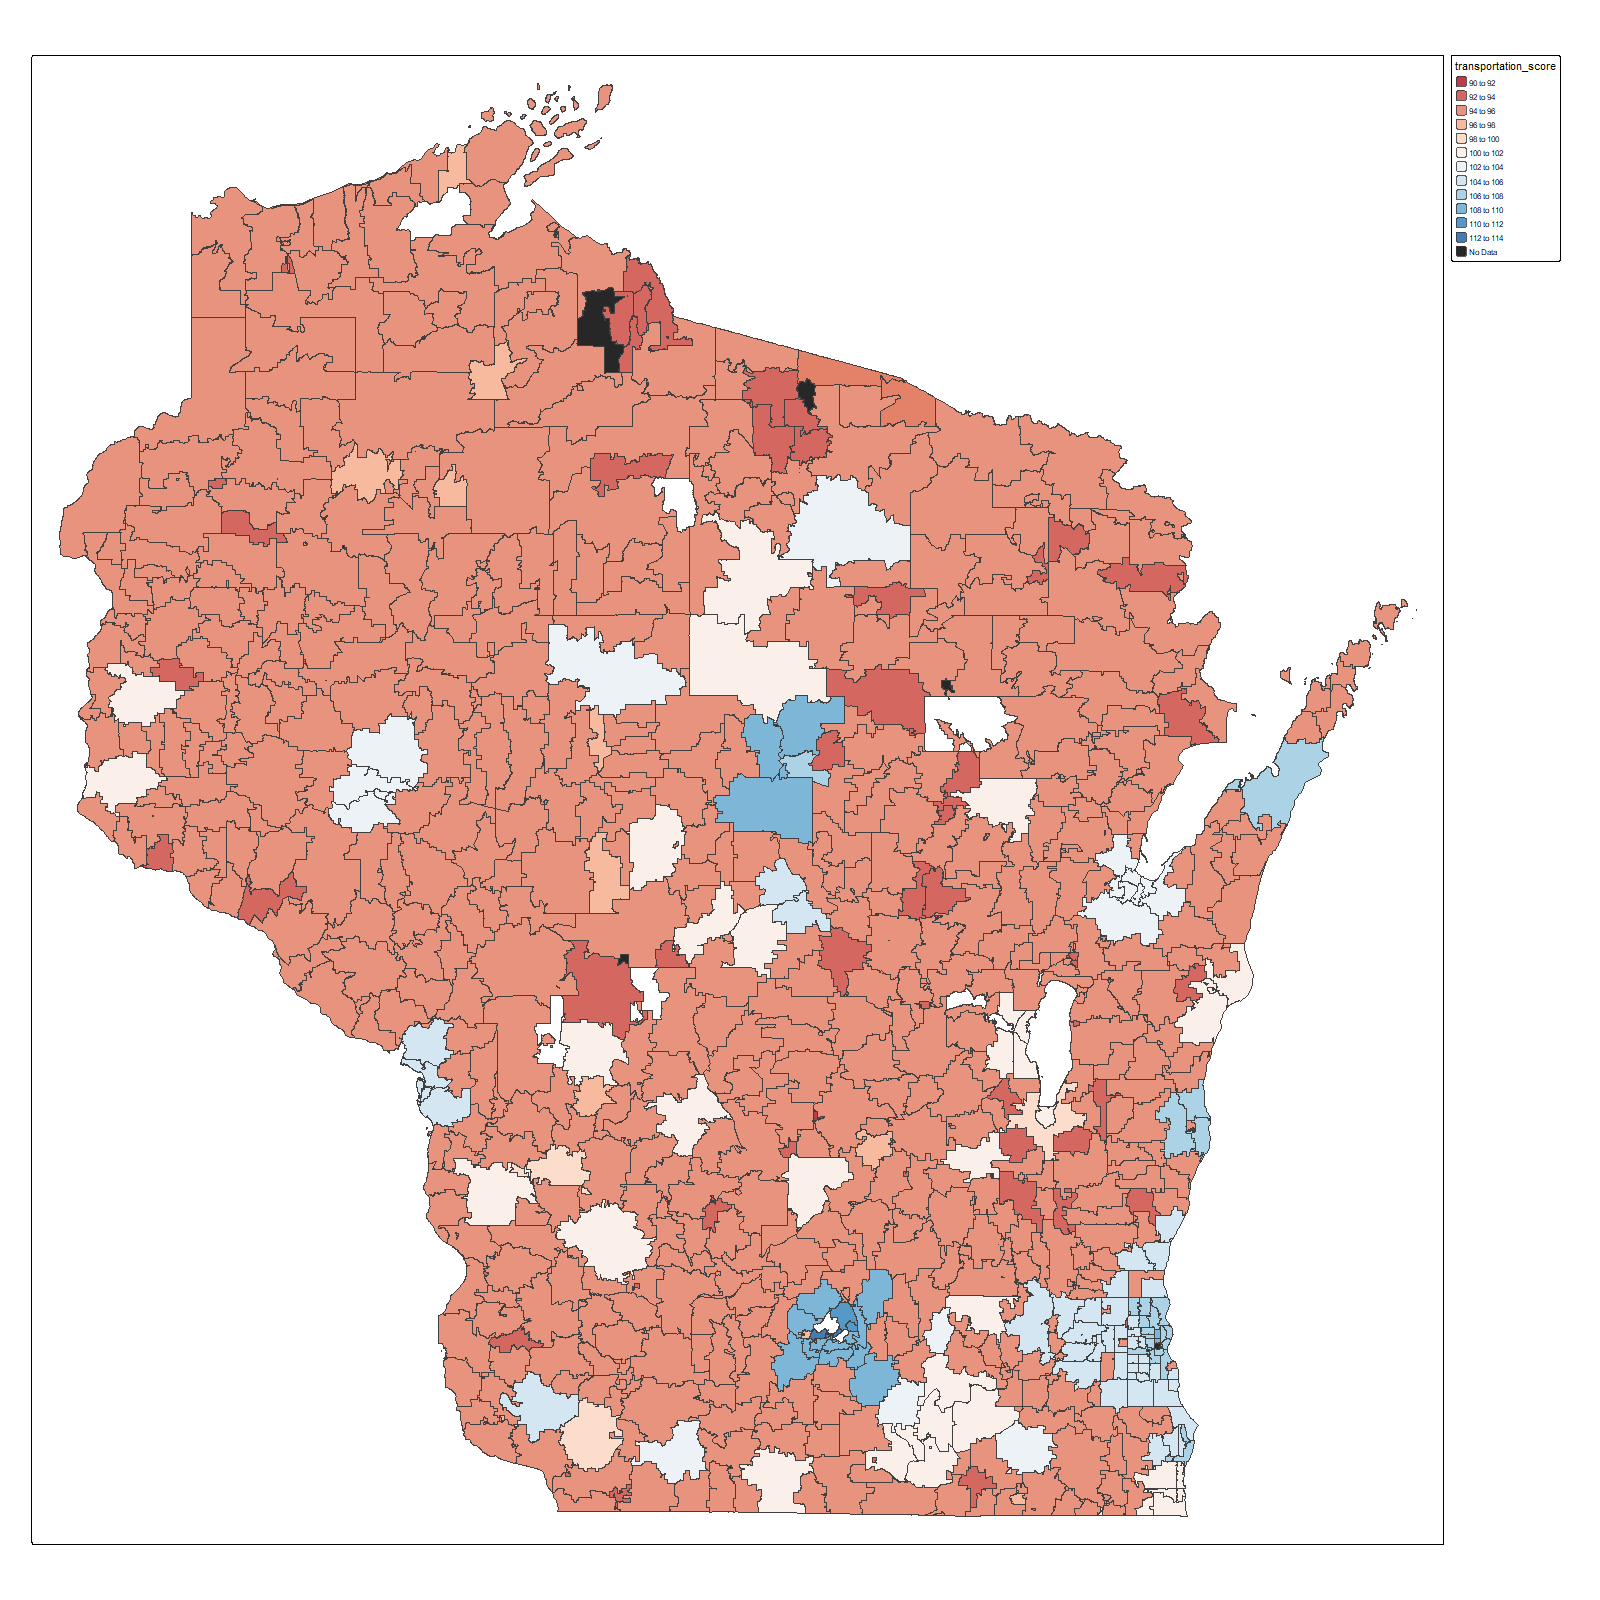 transportation_score
90 to 92
92 to 94
94 to 96
96 to 98
98 to 100
100 to 102
102 to 104
104 to 106
106 to 108
108 to 110
110 to 112
112 to 114
No Data